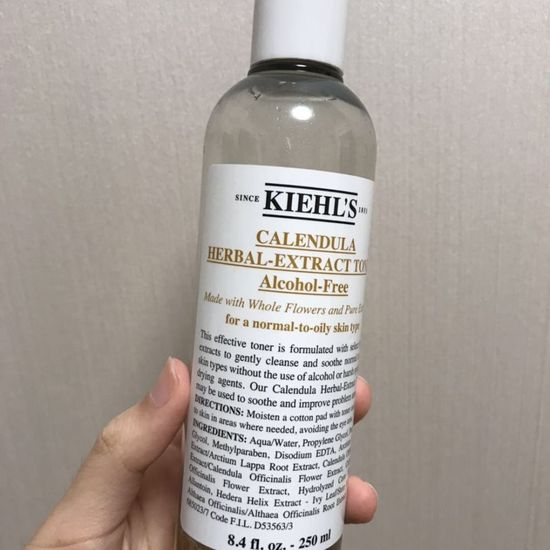 SINCE KIEHL'S 1851
CALENDULA
HERBAL-EXTRACT TON
Alcohol-Free
Made with Whole Flowers and Pure
for a normal-to-oily skin type
This effective toner is formulated with
extracts to gently cleanse and soothe
skin types without the use of alcohol or
drying agents. Our Calendula Herbal-
may be used to soothe and improve problem
DIRECTIONS: Moisten a cotton pad with toner
to skin in areas where needed, avoiding the eye
INGREDIENTS: Aqua/Water, Propylene Glycol,
Glycol, Methylparaben, Disodium EDTA,
Extract/Arctium Lappa Root Extract, Calendula
Extract/Calendula Officinalis Flower Extract,
Officinalis Flower Extract, Hydrolyzed
Allantoin, Hedera Helix Extract - Ivy
Althaea Officinalis/Althaea Officinalis Root
685023/7 Code F.I.L. D53563/3
8.4 fl. oz. - 250 ml